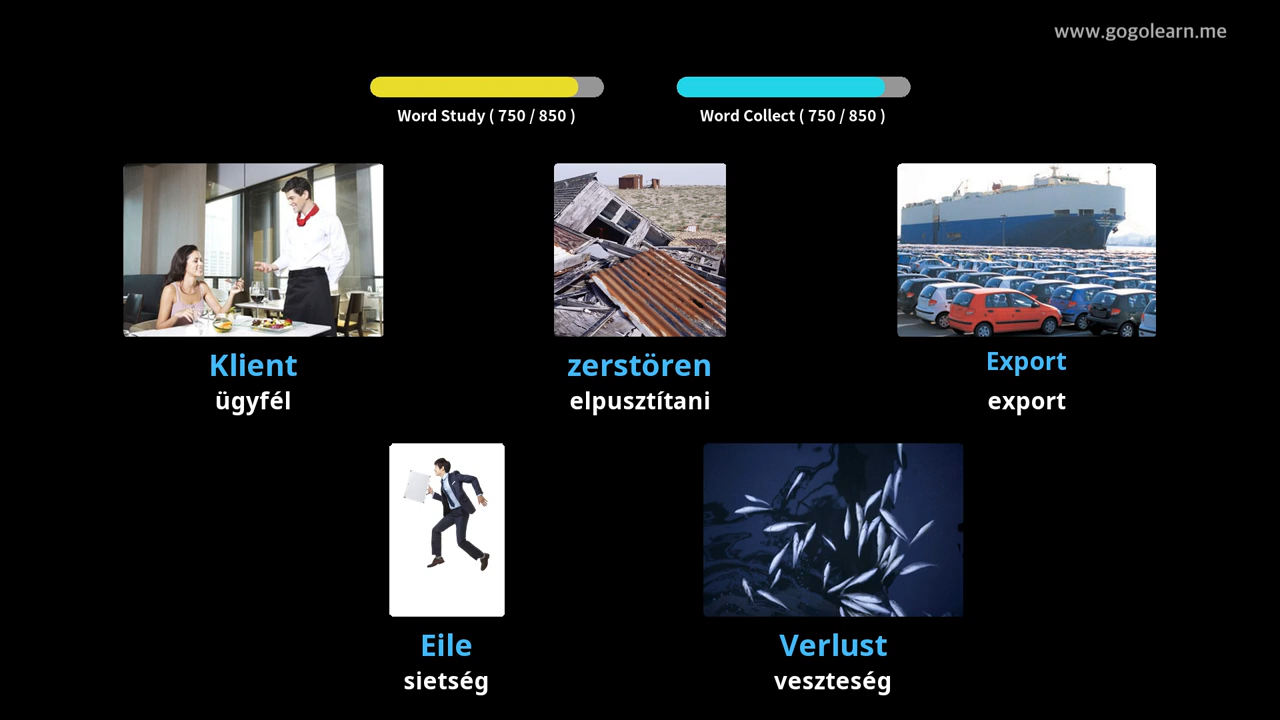 www.gogolearn.me
Word Study ( 750 / 850 )
Word Collect ( 750 / 850 )
Klient
ügyfél
zerstören
elpusztítani
Export
export
Eile
sietség
Verlust
veszteség